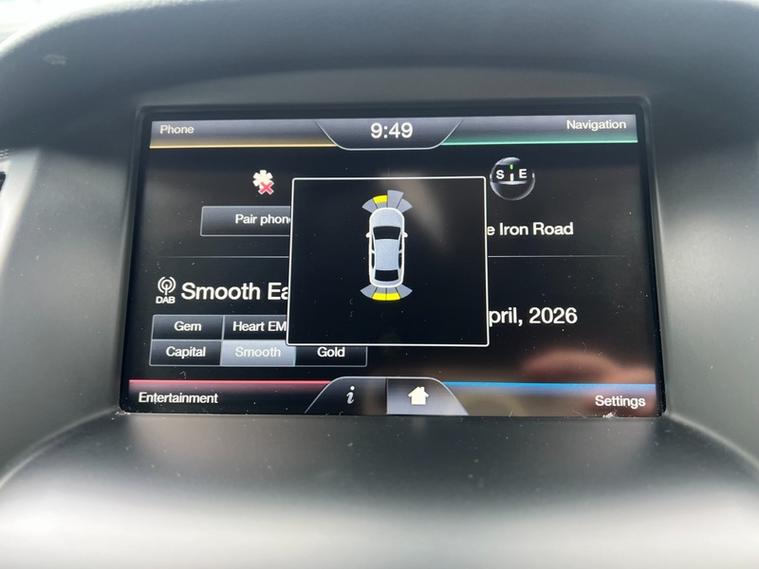 Phone
9:49
Navigation
S E
Pair phon
e Iron Road
DAB
Smooth Ea
pril, 2026
Gem
Heart EM
Capital
Smooth
Gold
Entertainment
i
Settings